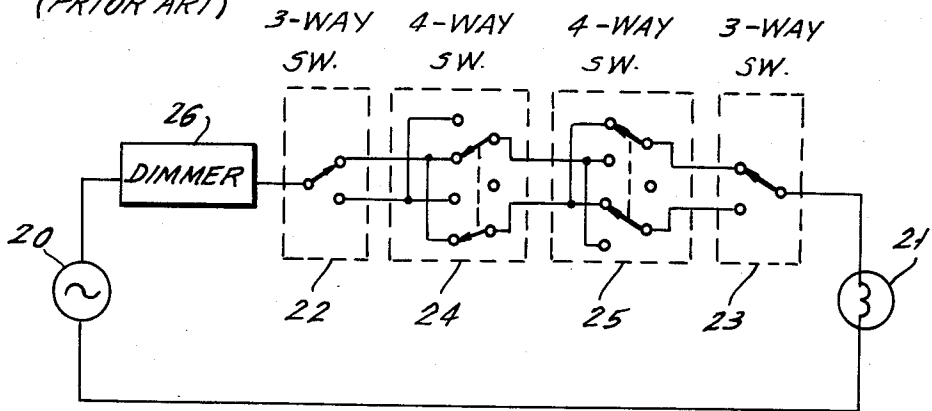 (PRIOR ART)
3-WAY SW.
4-WAY SW.
4-WAY SW.
3-WAY SW.
26
DIMMER
20
22
24
25
23
21